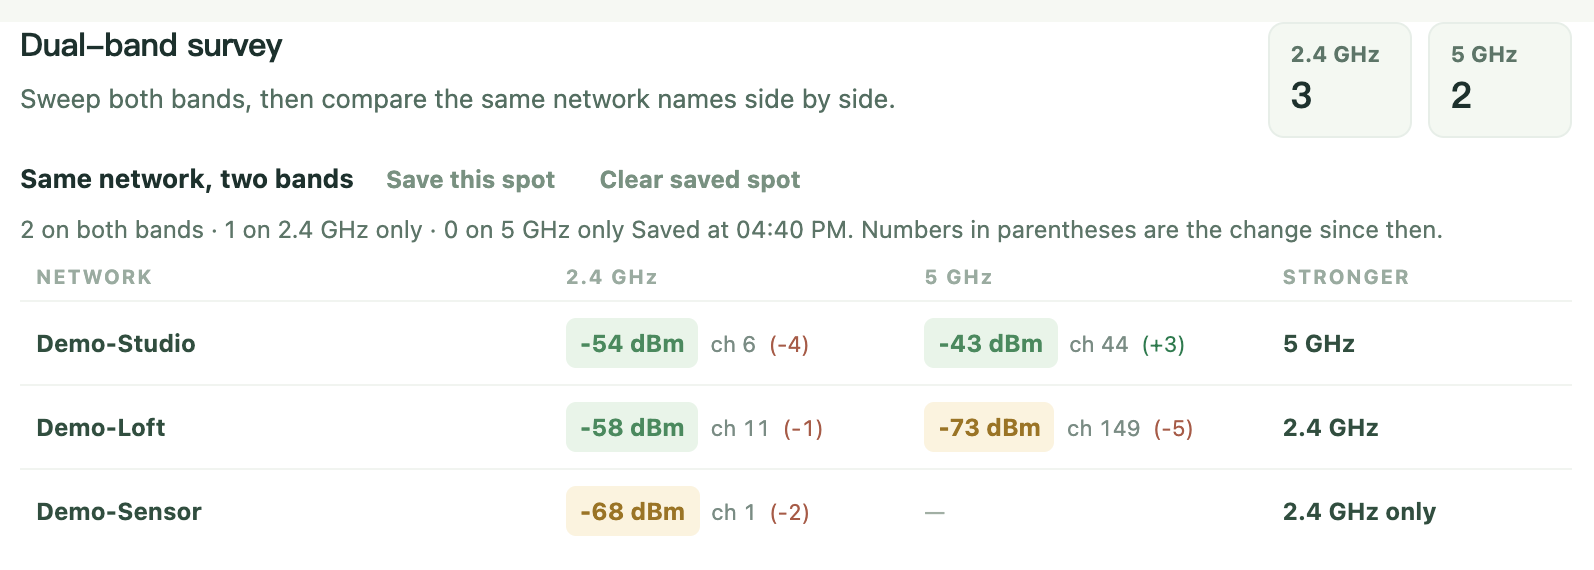 Dual–band survey
Sweep both bands, then compare the same network names side by side.
2.4 GHz
3
5 GHz
2
Same network, two bands Save this spot Clear saved spot
2 on both bands · 1 on 2.4 GHz only · 0 on 5 GHz only Saved at 04:40 PM. Numbers in parentheses are the change since then.
NETWORK 2.4 GHz 5 GHz STRONGER
Demo-Studio -54 dBm ch 6 (-4) -43 dBm ch 44 (+3) 5 GHz
Demo-Loft -58 dBm ch 11 (-1) -73 dBm ch 149 (-5) 2.4 GHz
Demo-Sensor -68 dBm ch 1 (-2) — 2.4 GHz only